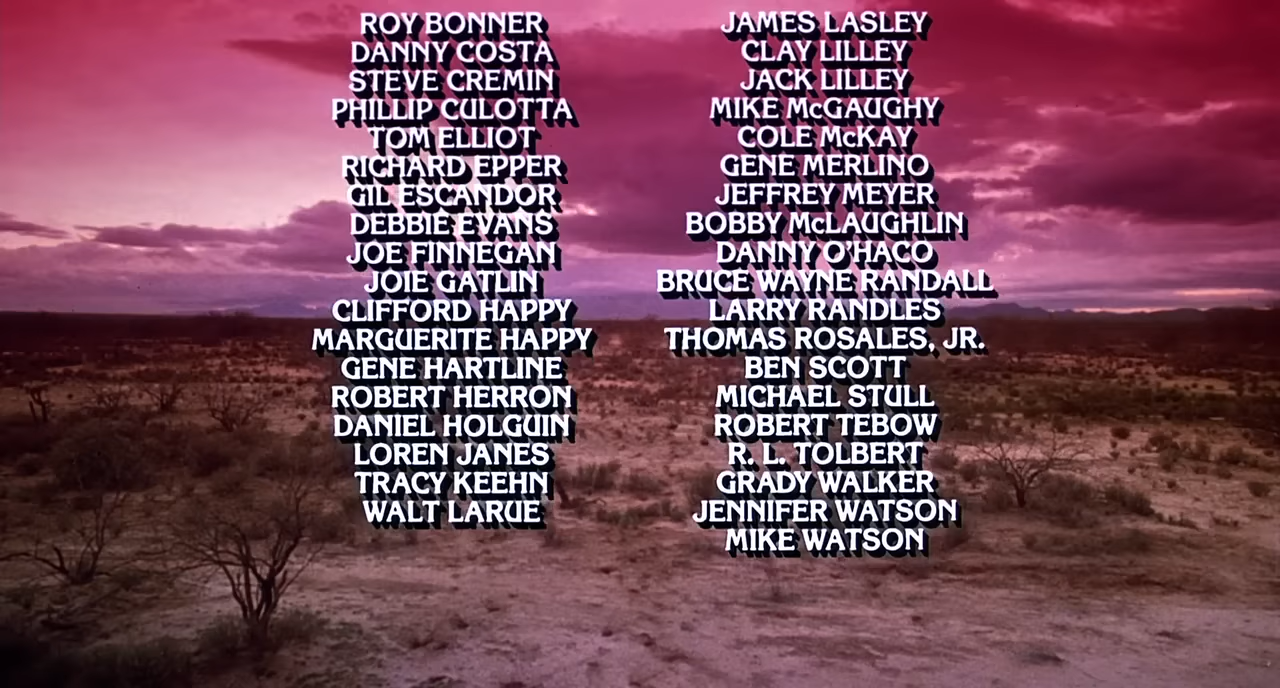 ROY BONNER
DANNY COSTA
STEVE CREMIN
PHILLIP CULOTTA
TOM ELLIOT
RICHARD EPPER
GIL ESCANDOR
DEBBIE EVANS
JOE FINNEGAN
JOIE GATLIN
CLIFFORD HAPPY
MARGUERITE HAPPY
GENE HARTLINE
ROBERT HERRON
DANIEL HOLGUIN
LOREN JANES
TRACY KEEHN
WALT LARUE
JAMES LASLEY
CLAY LILLEY
JACK LILLEY
MIKE McGAUGHY
COLE McKAY
GENE MERLINO
JEFFREY MEYER
BOBBY McLAUGHLIN
DANNY O'HACO
BRUCE WAYNE RANDALL
LARRY RANDLES
THOMAS ROSALES, JR.
BEN SCOTT
MICHAEL STULL
ROBERT TEBOW
R. L. TOLBERT
GRADY WALKER
JENNIFER WATSON
MIKE WATSON